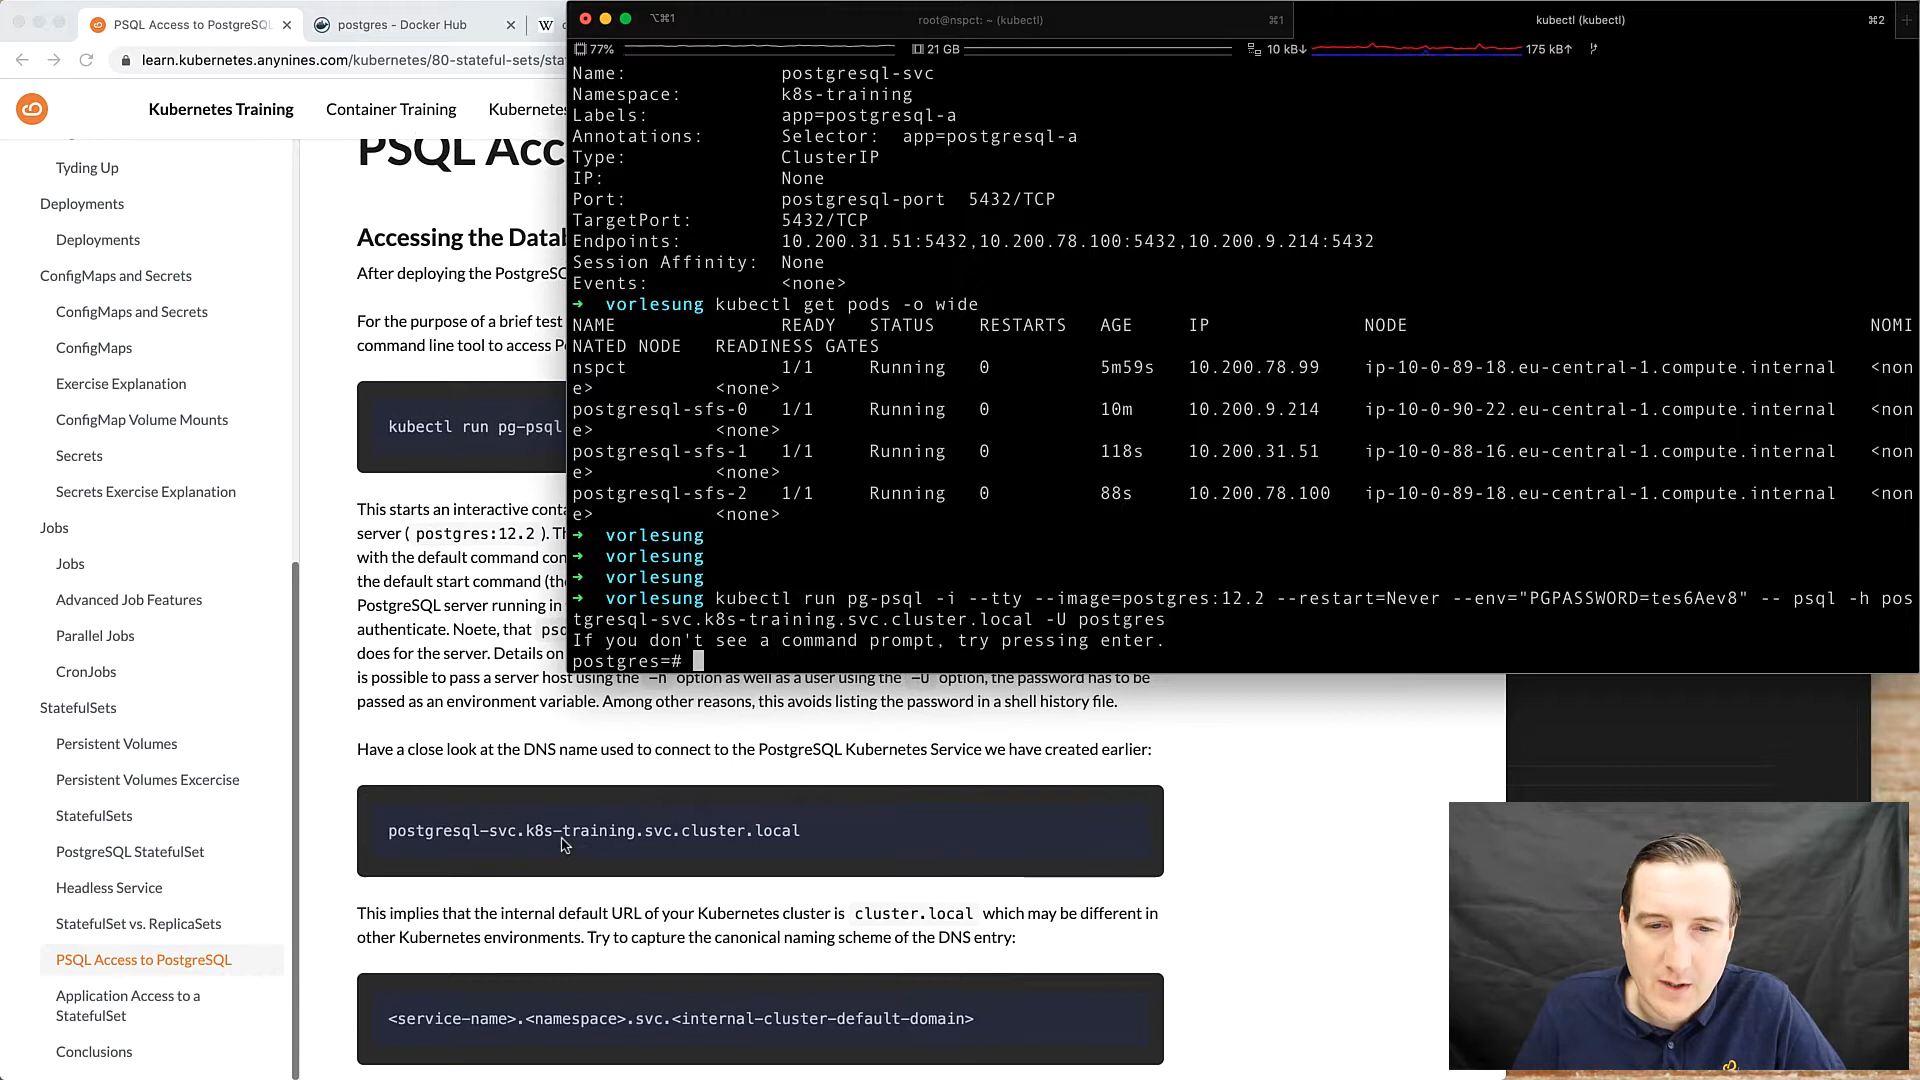 PSQL Access to PostgreSQL
postgres - Docker Hub
learn.kubernetes.anynines.com/kubernetes/80-stateful-sets/sta
Kubernetes Training
Container Training
Kubernetes
Tyding Up
Deployments
Deployments
ConfigMaps and Secrets
ConfigMaps and Secrets
ConfigMaps
Exercise Explanation
ConfigMap Volume Mounts
Secrets
Secrets Exercise Explanation
Jobs
Jobs
Advanced Job Features
Parallel Jobs
CronJobs
StatefulSets
Persistent Volumes
Persistent Volumes Excercise
StatefulSets
PostgreSQL StatefulSet
Headless Service
StatefulSet vs. ReplicaSets
PSQL Access to PostgreSQL
Application Access to a
StatefulSet
Conclusions
PSQL Acc
Accessing the Datab
After deploying the PostgreSQ
For the purpose of a brief test
command line tool to access P
kubectl run pg-psql
This starts an interactive conta
server ( postgres:12.2 ). Th
with the default command con
the default start command (the
PostgreSQL server running in
authenticate. Noete, that psq
does for the server. Details on
is possible to pass a server host using the -h option as well as a user using the -U option, the password has to be
passed as an environment variable. Among other reasons, this avoids listing the password in a shell history file.
Have a close look at the DNS name used to connect to the PostgreSQL Kubernetes Service we have created earlier:
postgresql-svc.k8s-training.svc.cluster.local
This implies that the internal default URL of your Kubernetes cluster is cluster.local which may be different in
other Kubernetes environments. Try to capture the canonical naming scheme of the DNS entry:
<service-name>.<namespace>.svc.<internal-cluster-default-domain>
⌥⌘1
root@nspct: ~ (kubectl) ⌘1
kubectl (kubectl) ⌘2
77% 21 GB 10 kB↓ 175 kB↑
Name: postgresql-svc
Namespace: k8s-training
Labels: app=postgresql-a
Annotations: Selector: app=postgresql-a
Type: ClusterIP
IP: None
Port: postgresql-port 5432/TCP
TargetPort: 5432/TCP
Endpoints: 10.200.31.51:5432,10.200.78.100:5432,10.200.9.214:5432
Session Affinity: None
Events: <none>
➜ vorlesung kubectl get pods -o wide
NAME READY STATUS RESTARTS AGE IP NODE NOMI
NATED NODE READINESS GATES
nspct 1/1 Running 0 5m59s 10.200.78.99 ip-10-0-89-18.eu-central-1.compute.internal <non
e> <none>
postgresql-sfs-0 1/1 Running 0 10m 10.200.9.214 ip-10-0-90-22.eu-central-1.compute.internal <non
e> <none>
postgresql-sfs-1 1/1 Running 0 118s 10.200.31.51 ip-10-0-88-16.eu-central-1.compute.internal <non
e> <none>
postgresql-sfs-2 1/1 Running 0 88s 10.200.78.100 ip-10-0-89-18.eu-central-1.compute.internal <non
e> <none>
➜ vorlesung
➜ vorlesung
➜ vorlesung
➜ vorlesung kubectl run pg-psql -i --tty --image=postgres:12.2 --restart=Never --env="PGPASSWORD=tes6Aev8" -- psql -h pos
tgresql-svc.k8s-training.svc.cluster.local -U postgres
If you don't see a command prompt, try pressing enter.
postgres=#